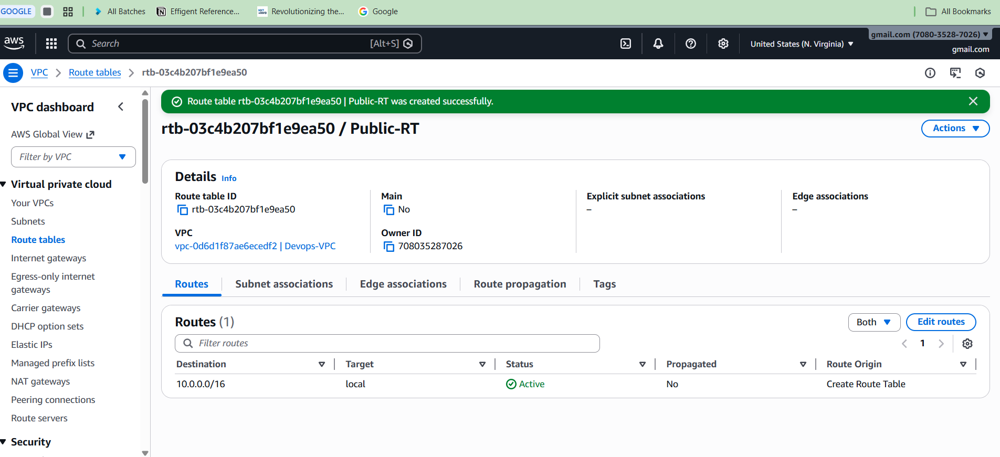 GOOGLE All Batches Effigent Reference... NXT WAVE Revolutionizing the... Google All Bookmarks
aws Search [Alt+S] United States (N. Virginia) gmail.com (7080-3528-7026)
gmail.com
VPC Route tables rtb-03c4b207bf1e9ea50
VPC dashboard
AWS Global View
Filter by VPC
Virtual private cloud
Your VPCs
Subnets
Route tables
Internet gateways
Egress-only internet
gateways
Carrier gateways
DHCP option sets
Elastic IPs
Managed prefix lists
NAT gateways
Peering connections
Route servers
Security
Route table rtb-03c4b207bf1e9ea50 | Public-RT was created successfully.
rtb-03c4b207bf1e9ea50 / Public-RT
Actions
Details Info
Route table ID
rtb-03c4b207bf1e9ea50
VPC
vpc-0d6d1f87ae6ecedf2 | Devops-VPC
Main
No
Owner ID
708035287026
Explicit subnet associations
–
Edge associations
–
Routes Subnet associations Edge associations Route propagation Tags
Routes (1)
Both Edit routes
Filter routes
1
Destination Target Status Propagated Route Origin
10.0.0.0/16 local Active No Create Route Table